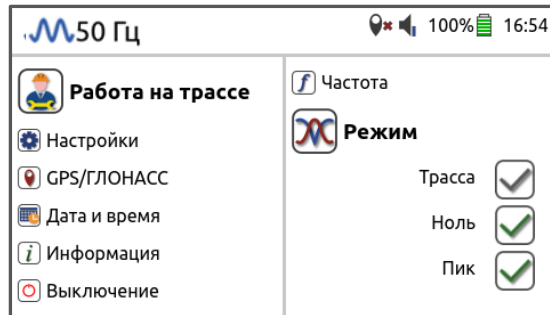 50 Гц 100% 16:54
Работа на трассе
Настройки
GPS/ГЛОНАСС
Дата и время
Информация
Выключение
Частота
Режим
Трасса
Ноль
Пик